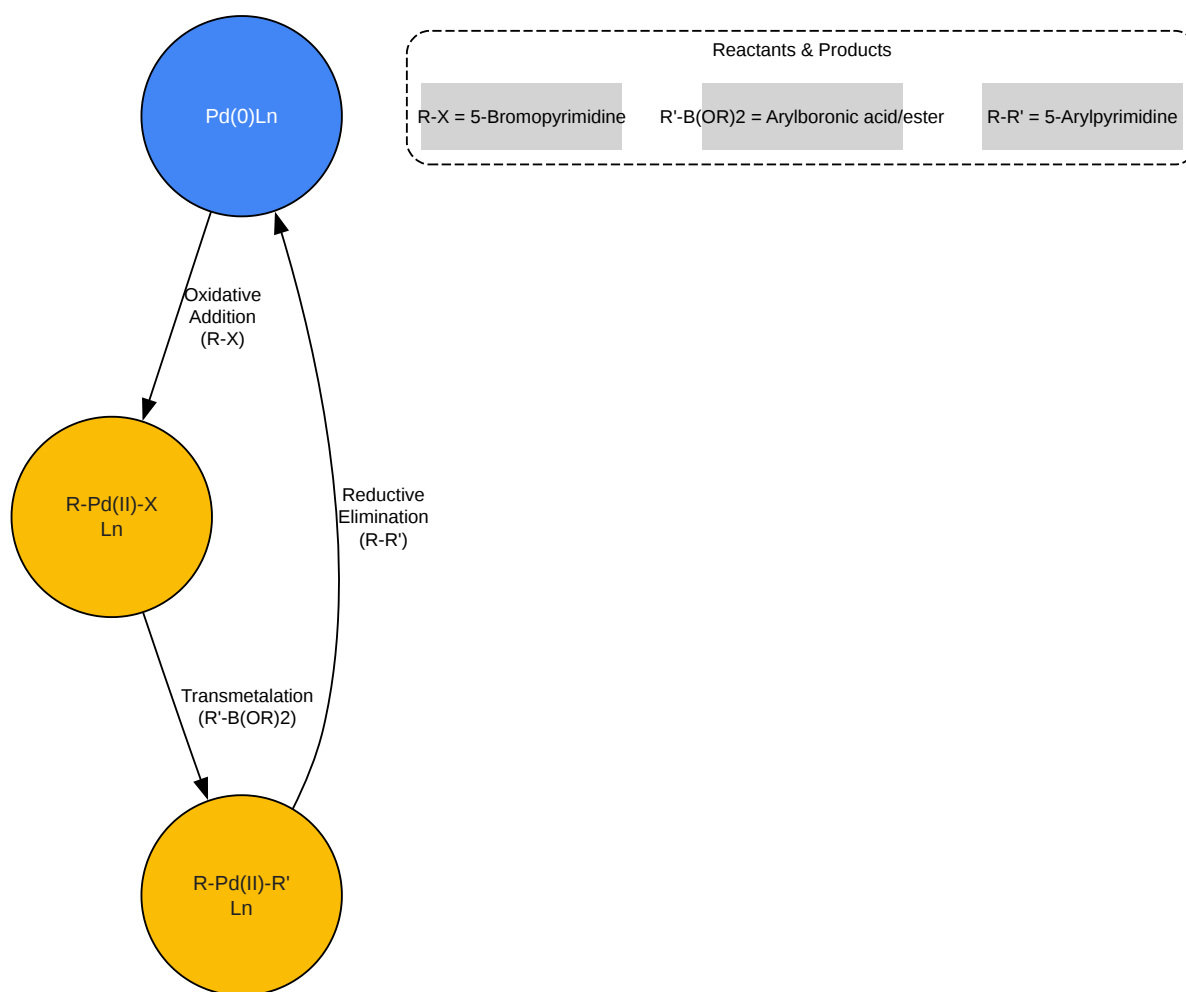 Reactants & Products
Pd(0)Ln
R-X = 5-Bromopyrimidine
R'-B(OR)2 = Arylboronic acid/ester
R-R' = 5-Arylpyrimidine
Oxidative
Addition
(R-X)
R-Pd(II)-X
Ln
Reductive
Elimination
(R-R')
Transmetalation
(R'-B(OR)2)
R-Pd(II)-R'
Ln